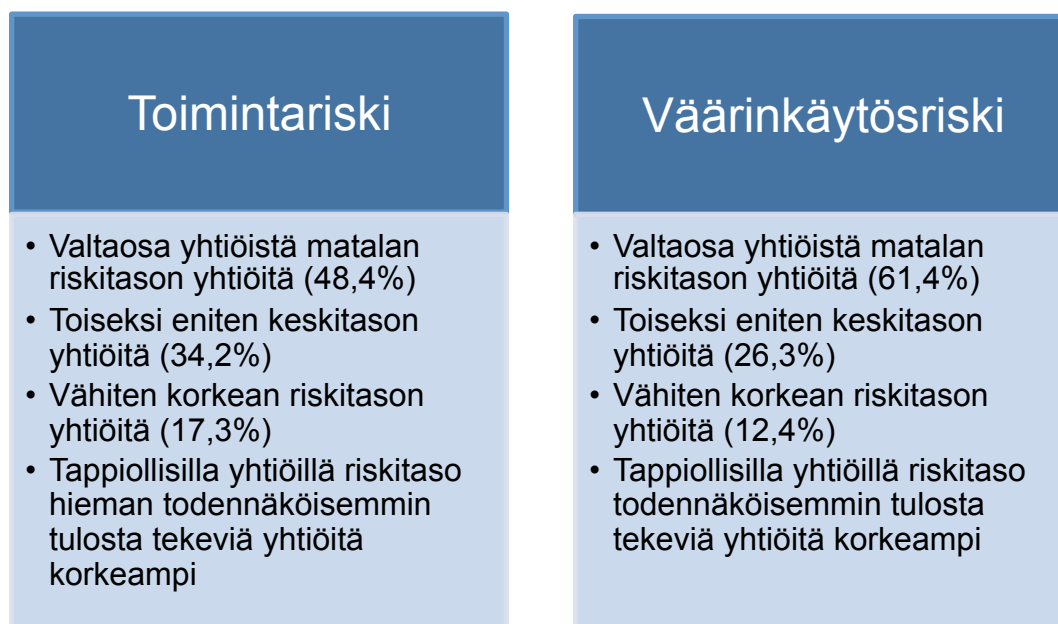 Toimintariski
• Valtaosa yhtiöistä matalan
riskitason yhtiöitä (48,4%)
• Toiseksi eniten keskitason
yhtiöitä (34,2%)
• Vähiten korkean riskitason
yhtiöitä (17,3%)
• Tappiollisilla yhtiöillä riskitaso
hieman todennäköisemmin
tulosta tekeviä yhtiöitä
korkeampi
Väärinkäytösriski
• Valtaosa yhtiöistä matalan
riskitason yhtiöitä (61,4%)
• Toiseksi eniten keskitason
yhtiöitä (26,3%)
• Vähiten korkean riskitason
yhtiöitä (12,4%)
• Tappiollisilla yhtiöillä riskitaso
todennäköisemmin tulosta
tekeviä yhtiöitä korkeampi